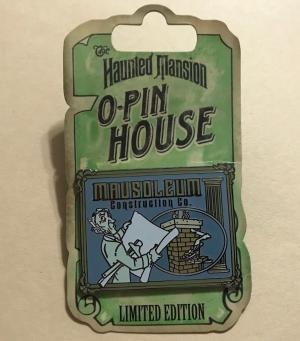 The
Haunted Mansion
O-PIN
HOUSE
MAUSOLEUM
Construction Co.
LIMITED EDITION